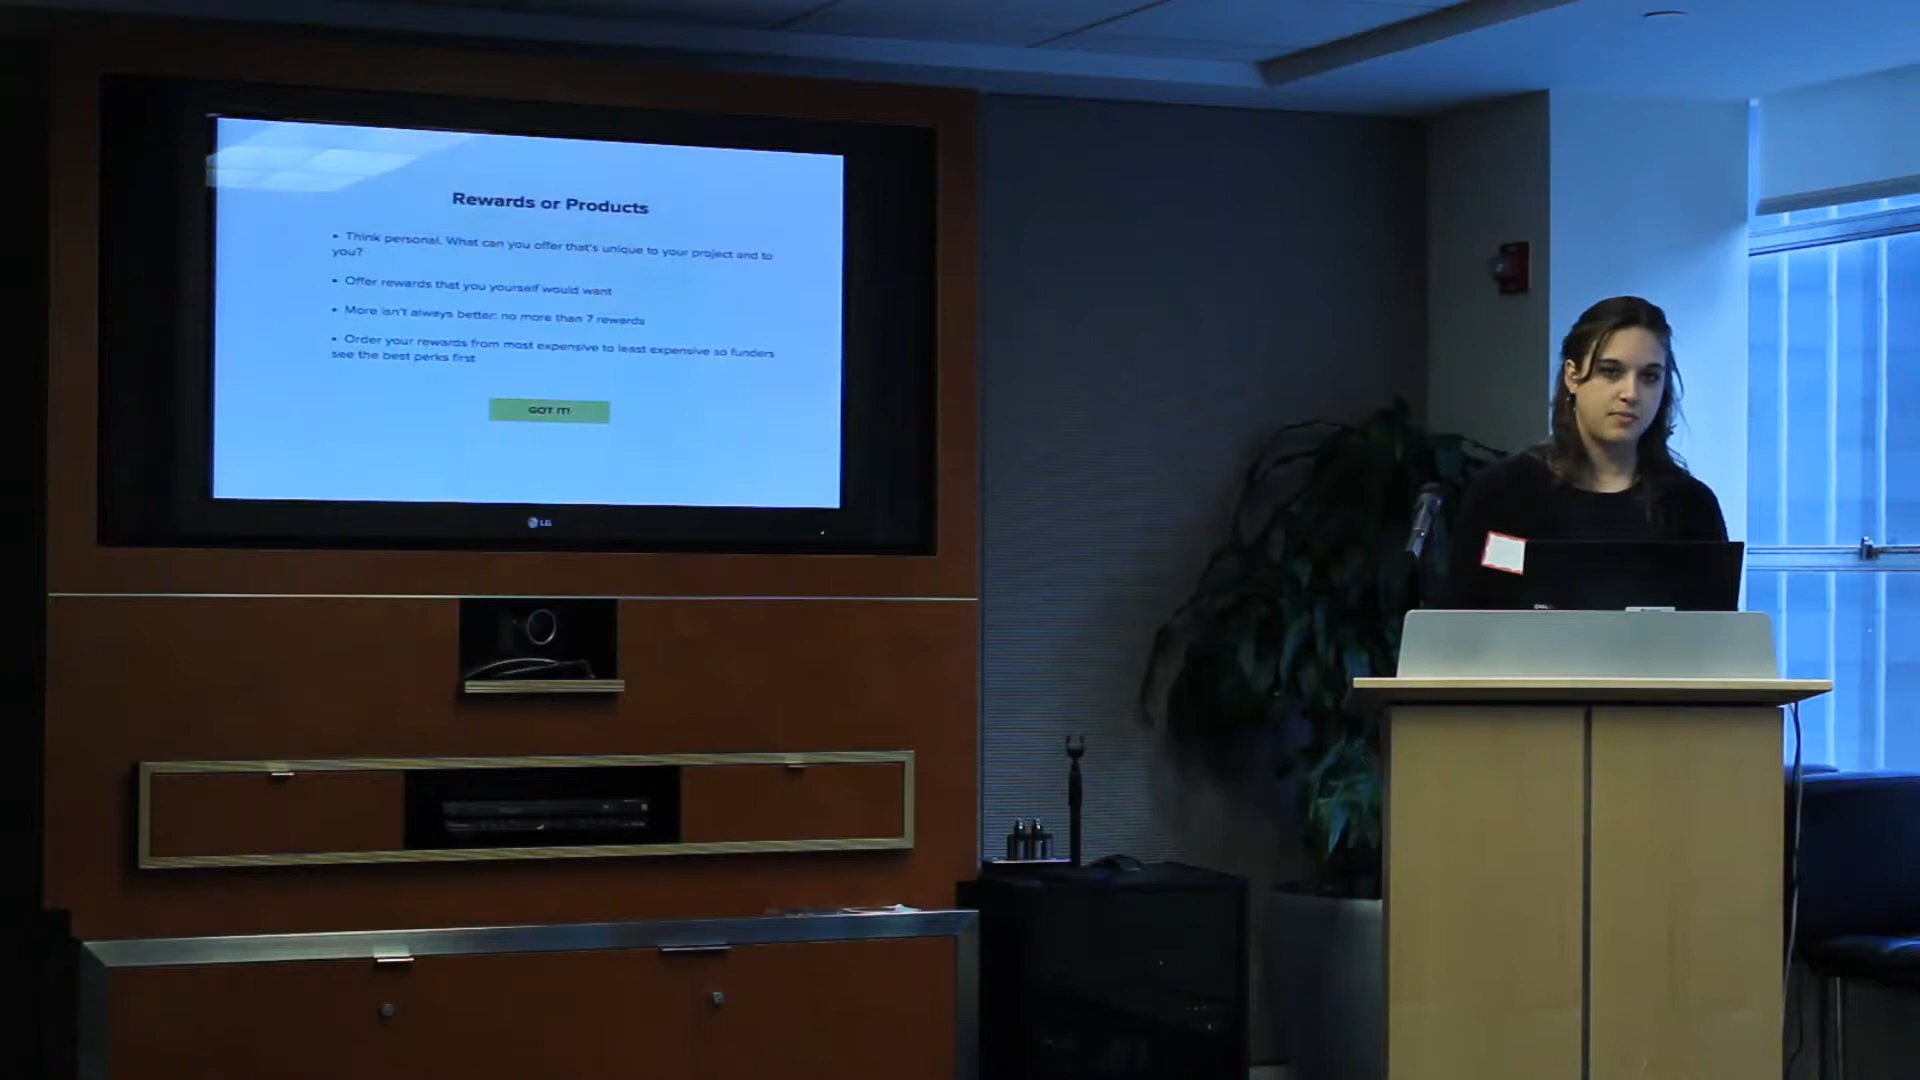 Rewards or Products
• Think personal. What can you offer that's unique to your project and to
you?
• Offer rewards that you yourself would want
• More isn't always better: no more than 7 rewards
• Order your rewards from most expensive to least expensive so funders
see the best perks first
GOT IT!
LG
DELL